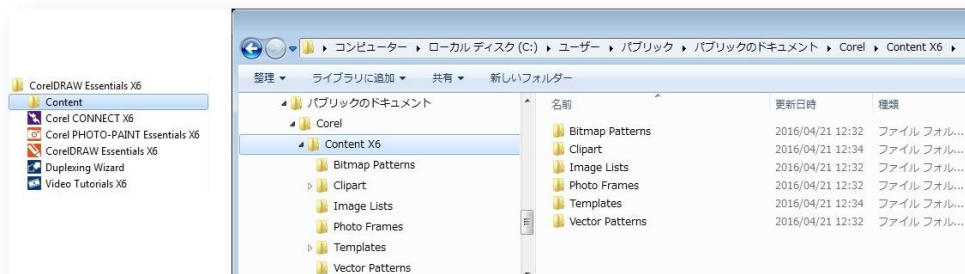 CorelDRAW Essentials X6
Content
Corel CONNECT X6
Corel PHOTO-PAINT Essentials X6
CorelDRAW Essentials X6
Duplexing Wizard
Video Tutorials X6
コンピューター ▸ ローカル ディスク (C:) ▸ ユーザー ▸ パブリック ▸ パブリックのドキュメント ▸ Corel ▸ Content X6 ▸
整理 ▼ ライブラリに追加 ▼ 共有 ▼ 新しいフォルダー
パブリックのドキュメント
Corel
Content X6
Bitmap Patterns
Clipart
Image Lists
Photo Frames
Templates
Vector Patterns
名前 更新日時 種類
Bitmap Patterns 2016/04/21 12:32 ファイル フォル...
Clipart 2016/04/21 12:34 ファイル フォル...
Image Lists 2016/04/21 12:32 ファイル フォル...
Photo Frames 2016/04/21 12:32 ファイル フォル...
Templates 2016/04/21 12:34 ファイル フォル...
Vector Patterns 2016/04/21 12:32 ファイル フォル...